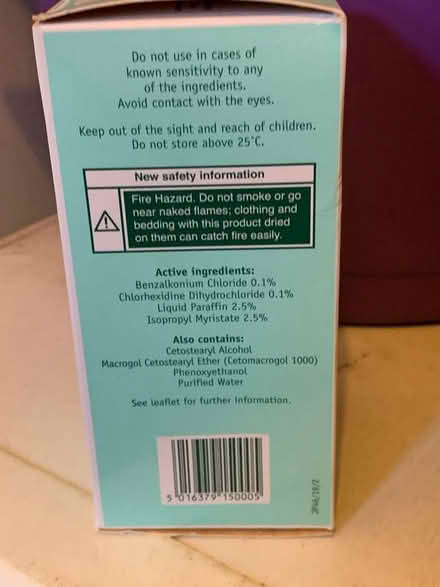 Do not use in cases of
known sensitivity to any
of the ingredients.
Avoid contact with the eyes.
Keep out of the sight and reach of children.
Do not store above 25°C.
New safety information
Fire Hazard. Do not smoke or go
near naked flames; clothing and
bedding with this product dried
on them can catch fire easily.
Active ingredients:
Benzalkonium Chloride 0.1%
Chlorhexidine Dihydrochloride 0.1%
Liquid Paraffin 2.5%
Isopropyl Myristate 2.5%
Also contains:
Cetostearyl Alcohol
Macrogol Cetostearyl Ether (Cetomacrogol 1000)
Phenoxyethanol
Purified Water
See leaflet for further information.
5 016379 150005